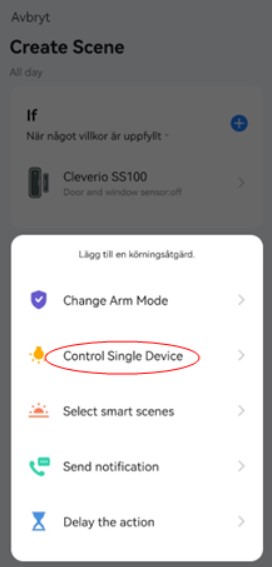 Avbryt
Create Scene
All day
If
När något villkor är uppfyllt
Cleverio SS100
Door and window sensor:off
Lägg till en körningsåtgärd.
Change Arm Mode
Control Single Device
Select smart scenes
Send notification
Delay the action